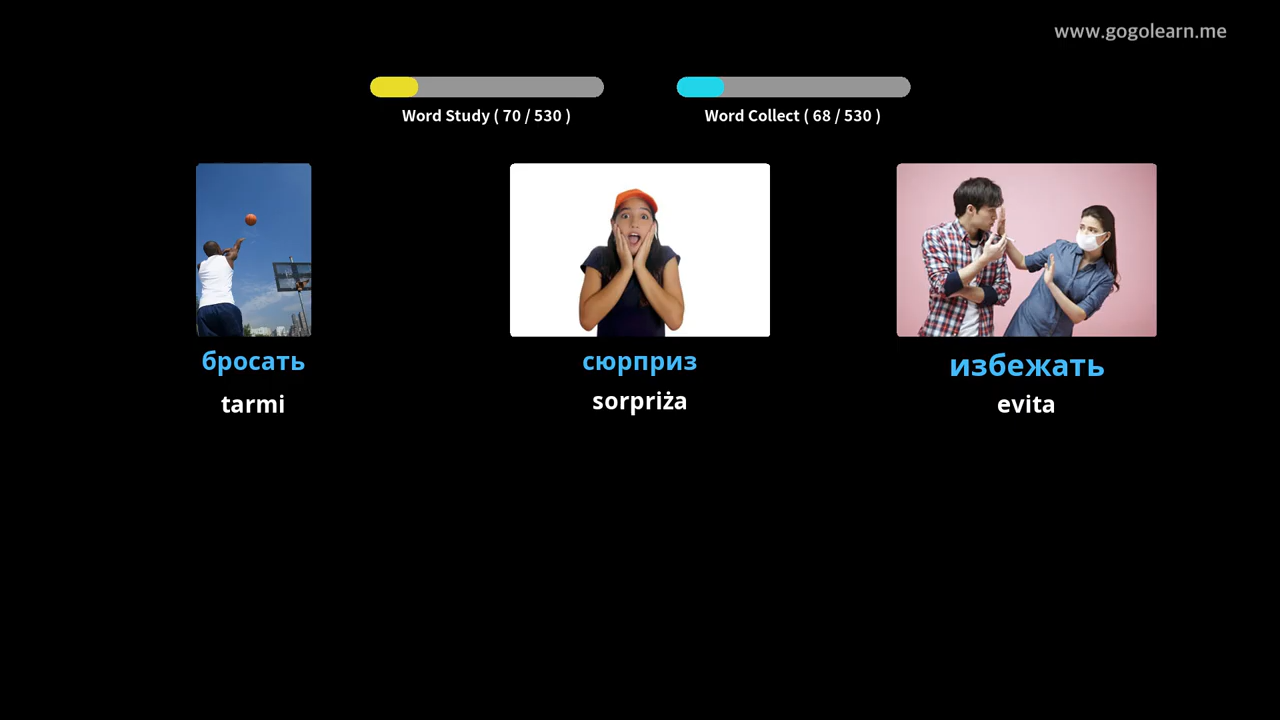 www.gogolearn.me
Word Study ( 70 / 530 )
Word Collect ( 68 / 530 )
бросать
tarmi
сюрприз
sorpriża
избежать
evita